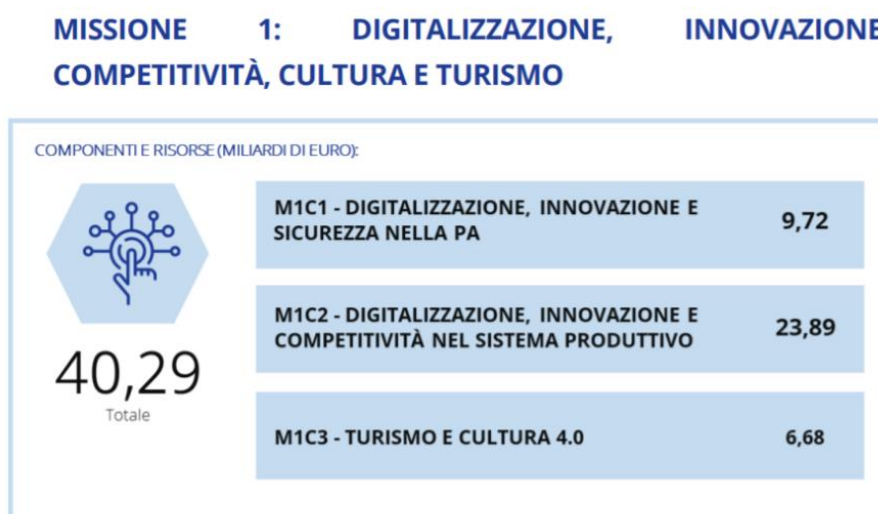 MISSIONE 1: DIGITALIZZAZIONE, INNOVAZIONE
COMPETITIVITÀ, CULTURA E TURISMO
COMPONENTI E RISORSE (MILIARDI DI EURO):
M1C1 - DIGITALIZZAZIONE, INNOVAZIONE E
SICUREZZA NELLA PA
9,72
M1C2 - DIGITALIZZAZIONE, INNOVAZIONE E
COMPETITIVITÀ NEL SISTEMA PRODUTTIVO
23,89
40,29
Totale
M1C3 - TURISMO E CULTURA 4.0
6,68